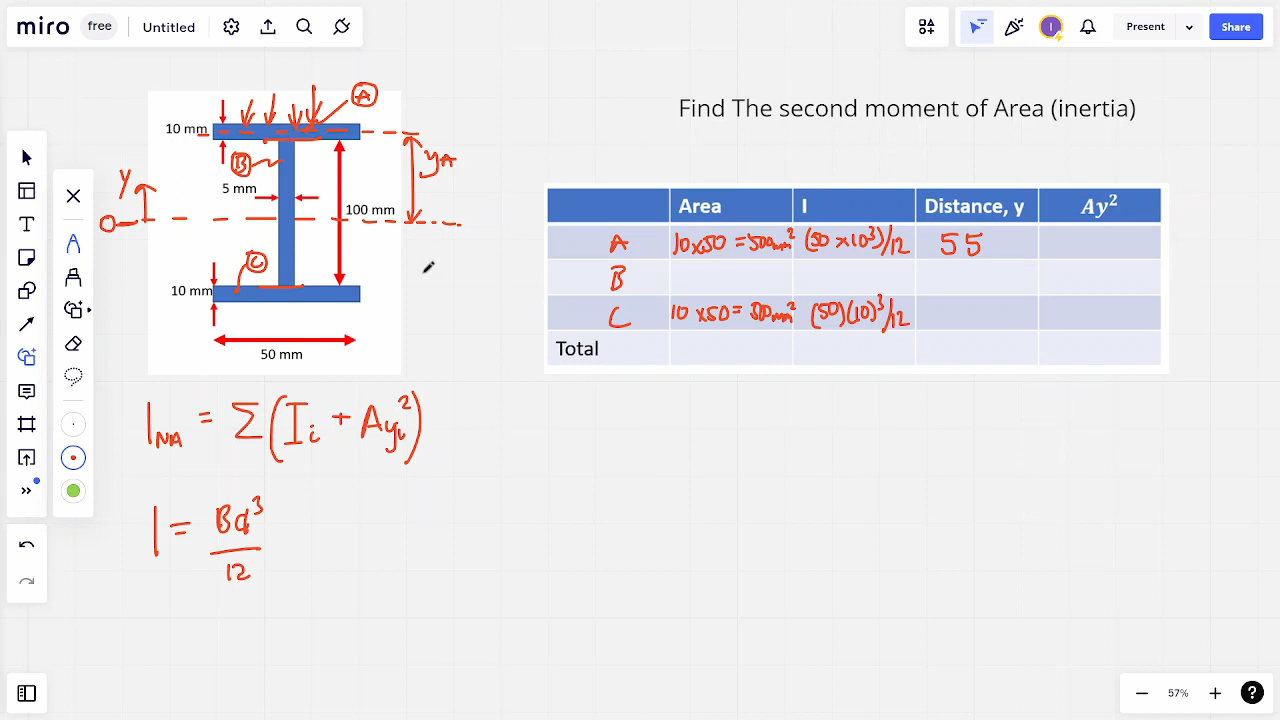 miro free Untitled Present Share
Find The second moment of Area (inertia)
10 mm
A
B
5 mm
100 mm
yA
y
O
C
10 mm
50 mm
Area I Distance, y Ay²
A 10x50 = 500mm² (50 x10³)/12 55
B
C 10 x50 = 500mm² (50)(10)³/12
Total
I_NA = Σ (I_i + Ay_i²)
I = Bd³
12
57%